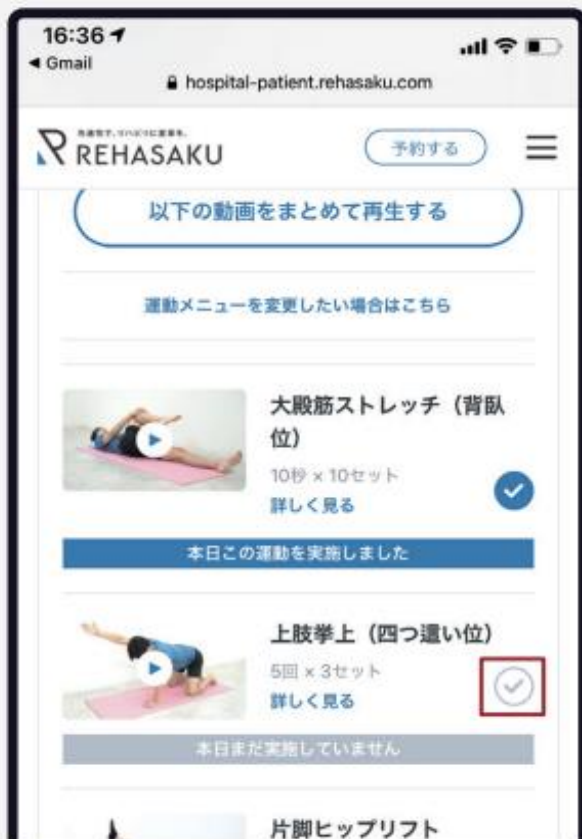 16:36
◀ Gmail
hospital-patient.rehasaku.com
REHASAKU
予約する
以下の動画をまとめて再生する
運動メニューを変更したい場合はこちら
大殿筋ストレッチ（背臥
位）
10秒 × 10セット
詳しく見る
本日この運動を実施しました
上肢挙上（四つ這い位）
5回 × 3セット
詳しく見る
本日まだ実施していません
片脚ヒップリフト